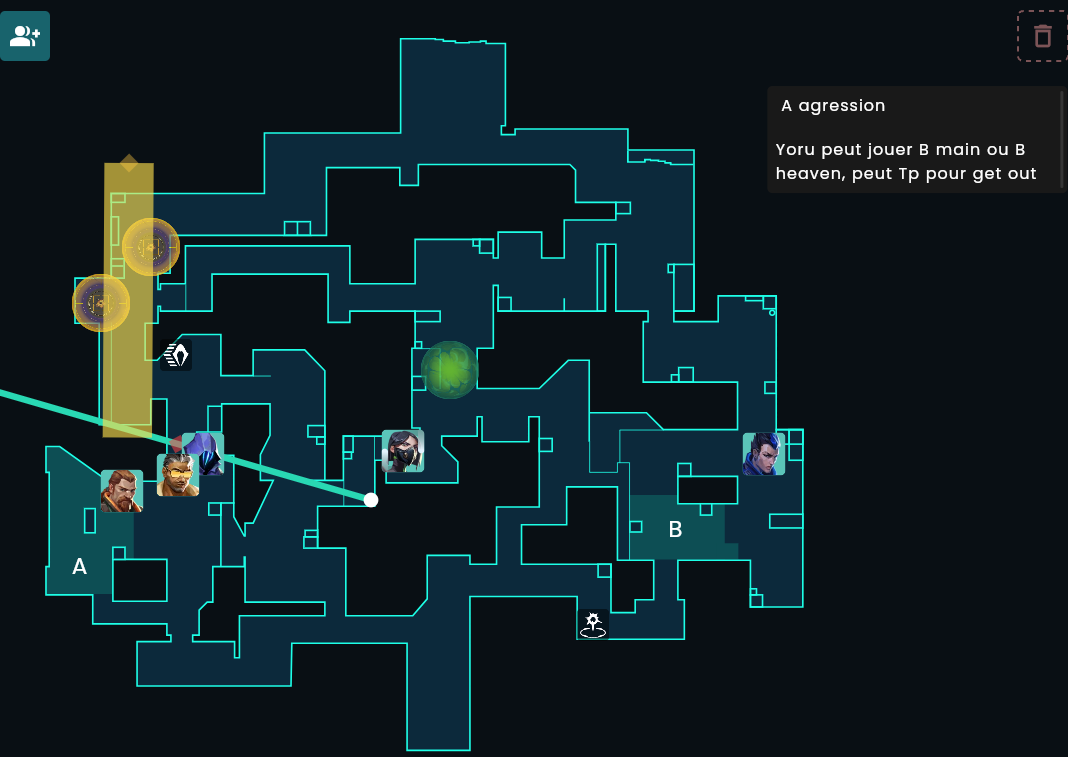 A agression
Yoru peut jouer B main ou B
heaven, peut Tp pour get out
B
A